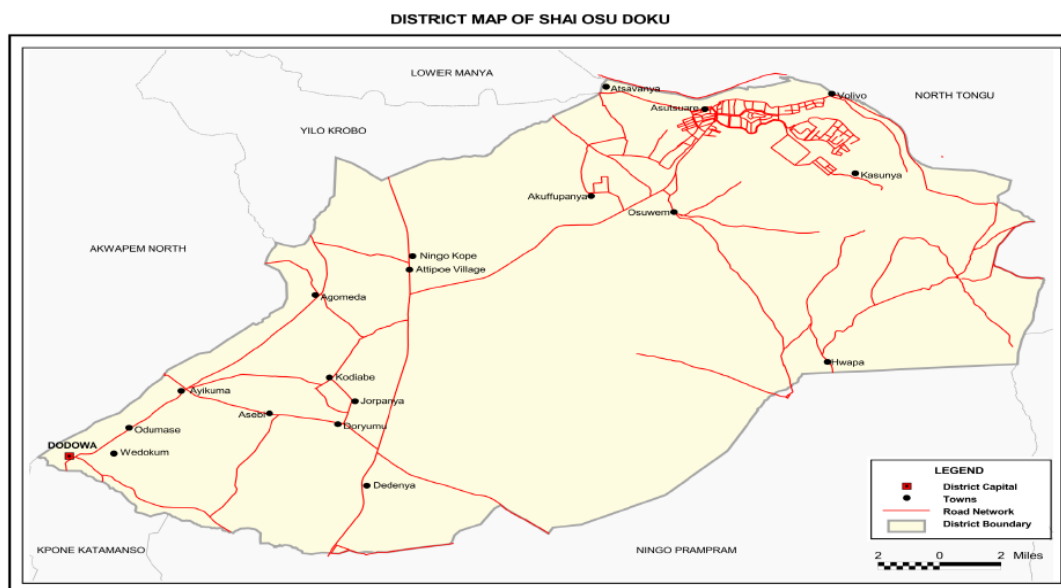 DISTRICT MAP OF SHAI OSU DOKU
LOWER MANYA
Atsavanya
Volivo
NORTH TONGU
Asutsuare
YILO KROBO
Kasunya
Akuffupanya
Osuwem
AKWAPEM NORTH
Ningo Kope
Attipoe Village
Agomeda
Hwapa
Kodiabe
Ayikuma
Jorpanya
Asebi
Doryumu
Odumase
DODOWA
Wedokum
Dedenya
LEGEND
District Capital
Towns
Road Network
District Boundary
KPONE KATAMANSO
NINGO PRAMPRAM
2 0 2 Miles